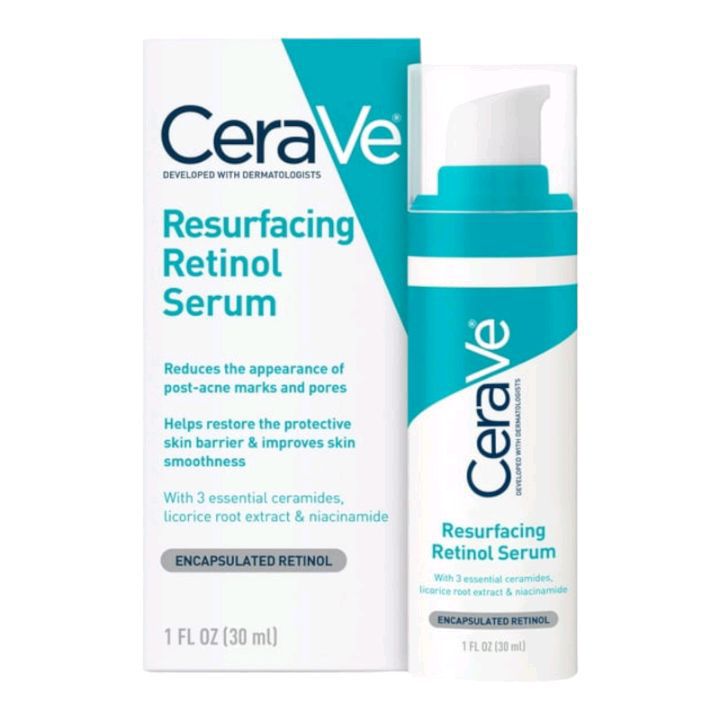 CeraVe®
DEVELOPED WITH DERMATOLOGISTS
Resurfacing
Retinol
Serum
Reduces the appearance of
post-acne marks and pores
Helps restore the protective
skin barrier & improves skin
smoothness
With 3 essential ceramides,
licorice root extract & niacinamide
ENCAPSULATED RETINOL
1 FL OZ (30 ml)
CeraVe®
DEVELOPED WITH DERMATOLOGISTS
Resurfacing
Retinol Serum
With 3 essential ceramides,
licorice root extract & niacinamide
ENCAPSULATED RETINOL
1 FL OZ (30 ml)